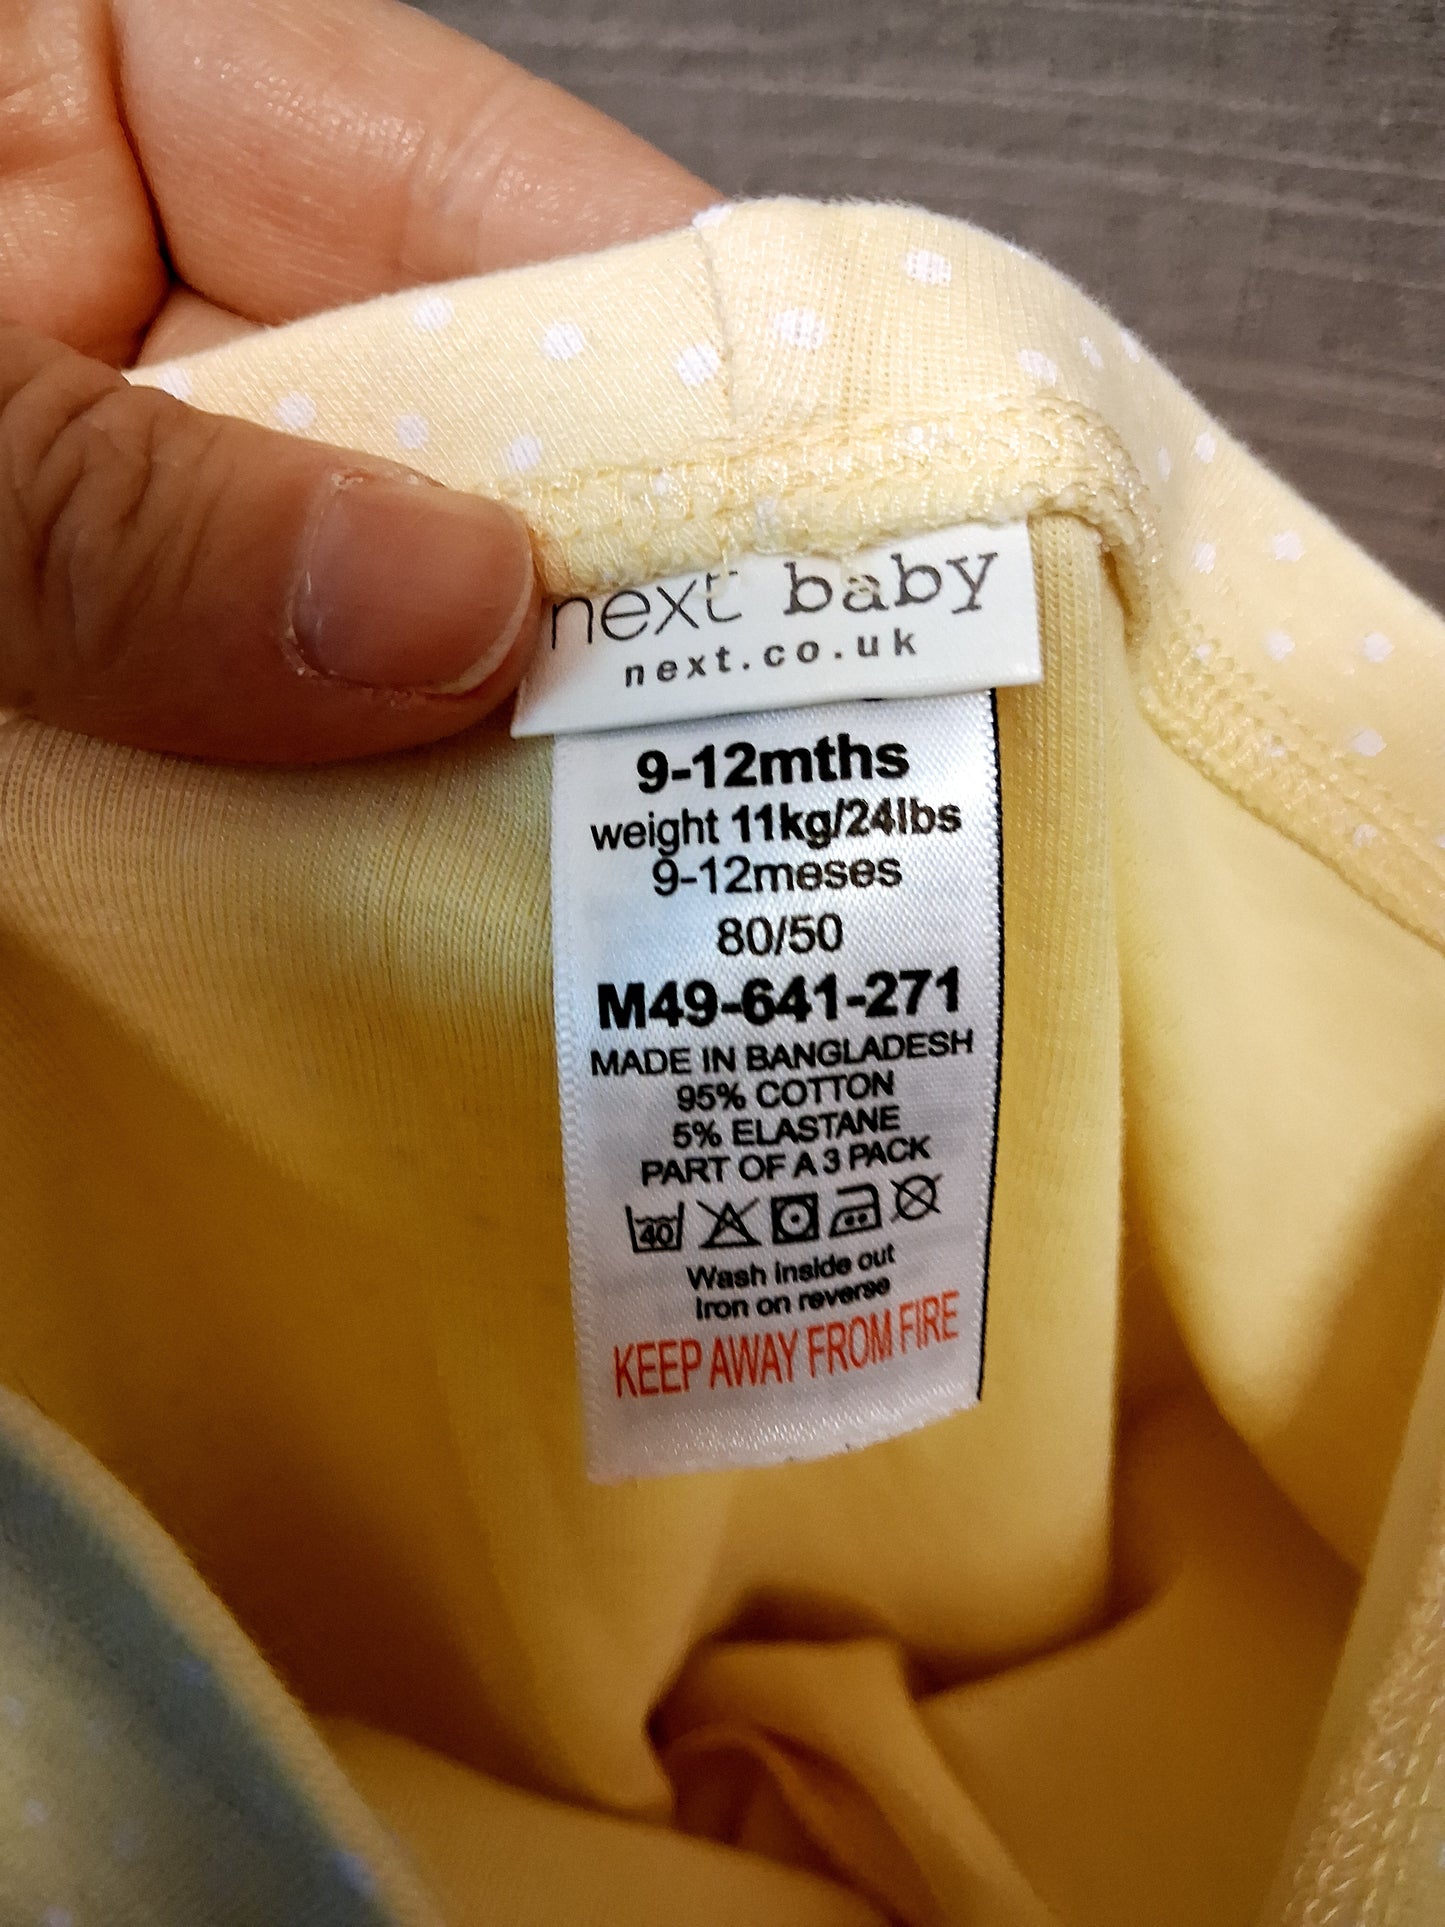 next baby
next.co.uk
9-12mths
weight 11kg/24lbs
9-12meses
80/50
M49-641-271
MADE IN BANGLADESH
95% COTTON
5% ELASTANE
PART OF A 3 PACK
40
Wash inside out
Iron on reverse
KEEP AWAY FROM FIRE